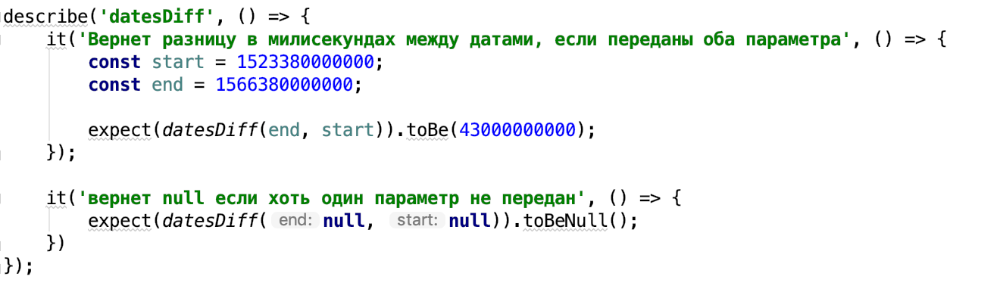 describe('datesDiff', () => {
it('Вернет разницу в милисекундах между датами, если переданы оба параметра', () => {
const start = 1523380000000;
const end = 1566380000000;
expect(datesDiff(end, start)).toBe(43000000000);
});
it('вернет null если хоть один параметр не передан', () => {
expect(datesDiff( end: null, start: null)).toBeNull();
})
});